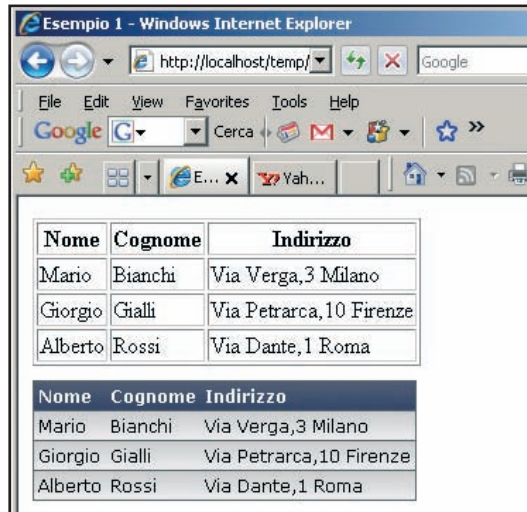 Esempio 1 - Windows Internet Explorer
http://localhost/temp/ Google
File Edit View Favorites Tools Help
Google G Cerca »
E... Yah...
Nome Cognome Indirizzo
Mario Bianchi Via Verga,3 Milano
Giorgio Gialli Via Petrarca,10 Firenze
Alberto Rossi Via Dante,1 Roma
Nome Cognome Indirizzo
Mario Bianchi Via Verga,3 Milano
Giorgio Gialli Via Petrarca,10 Firenze
Alberto Rossi Via Dante,1 Roma